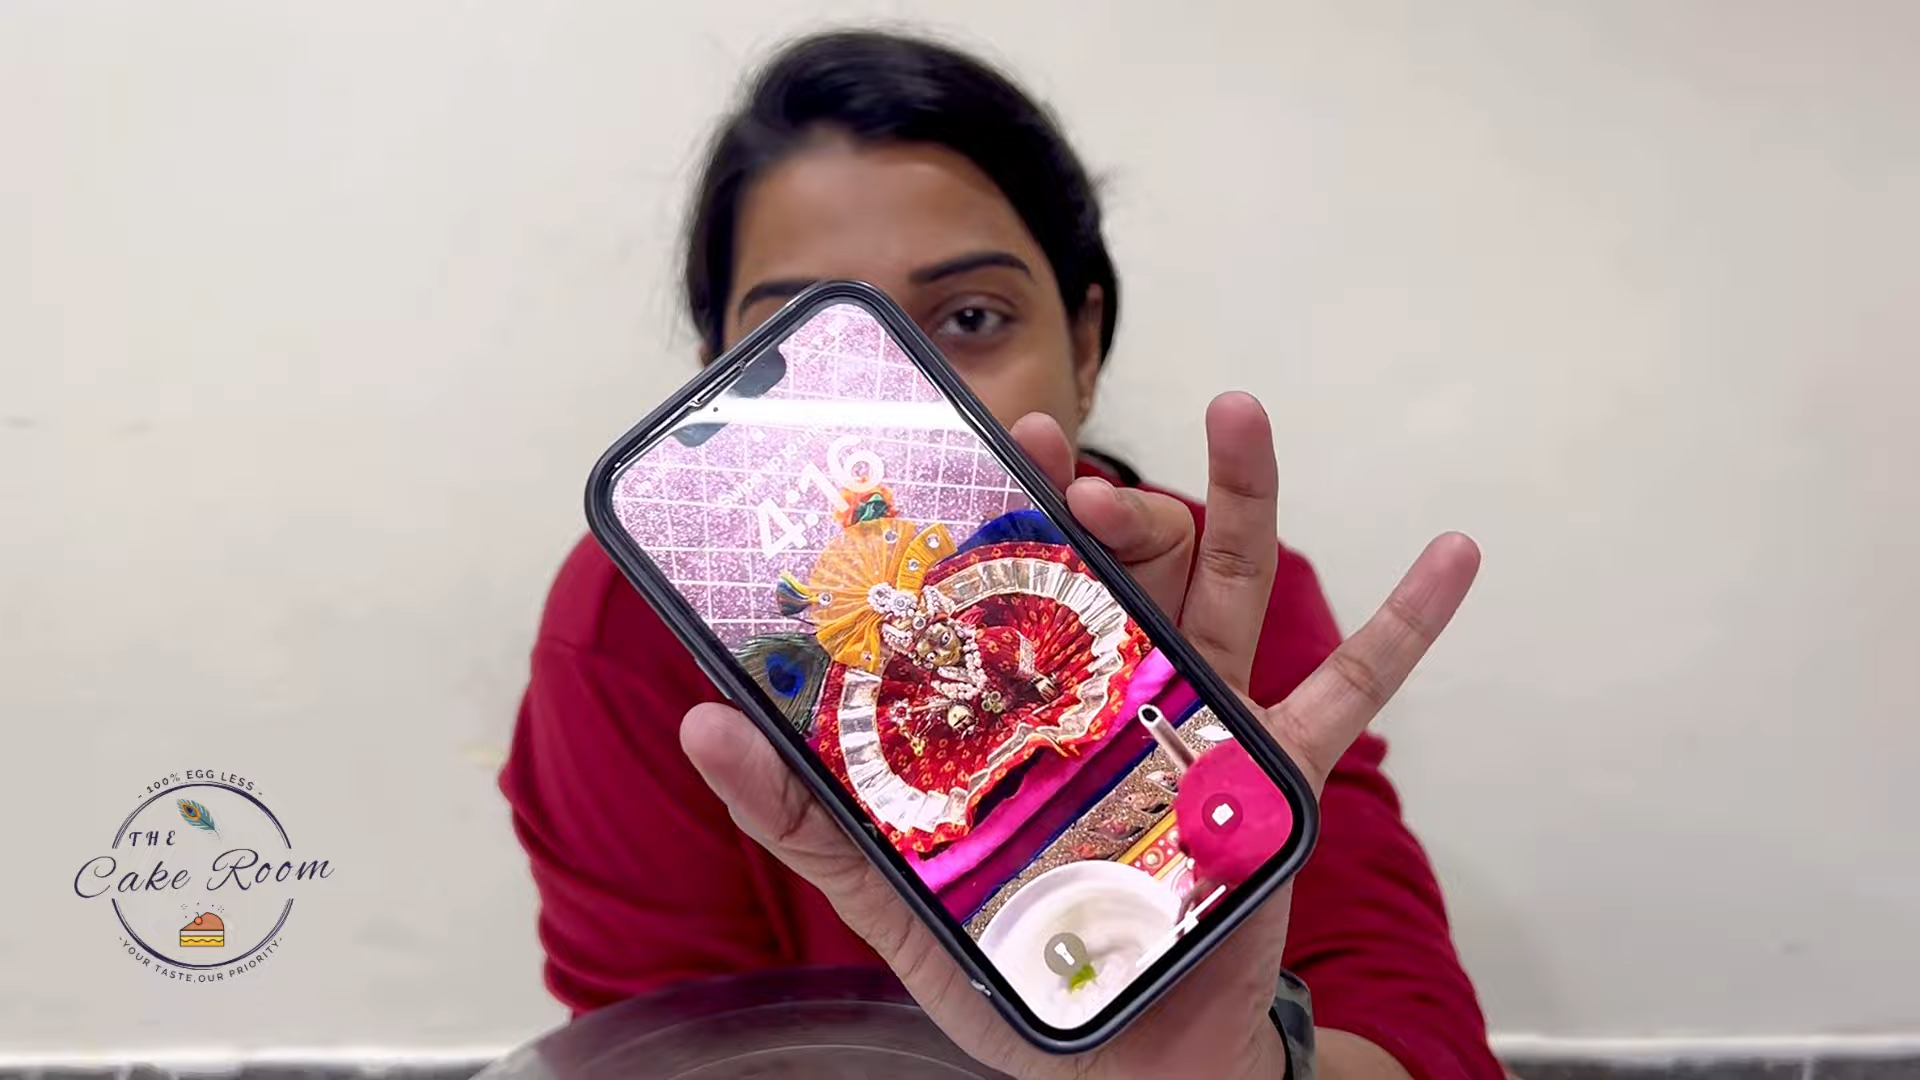 4:16
- 100% EGG LESS -
THE
Cake Room
-YOUR TASTE,OUR PRIORITY-